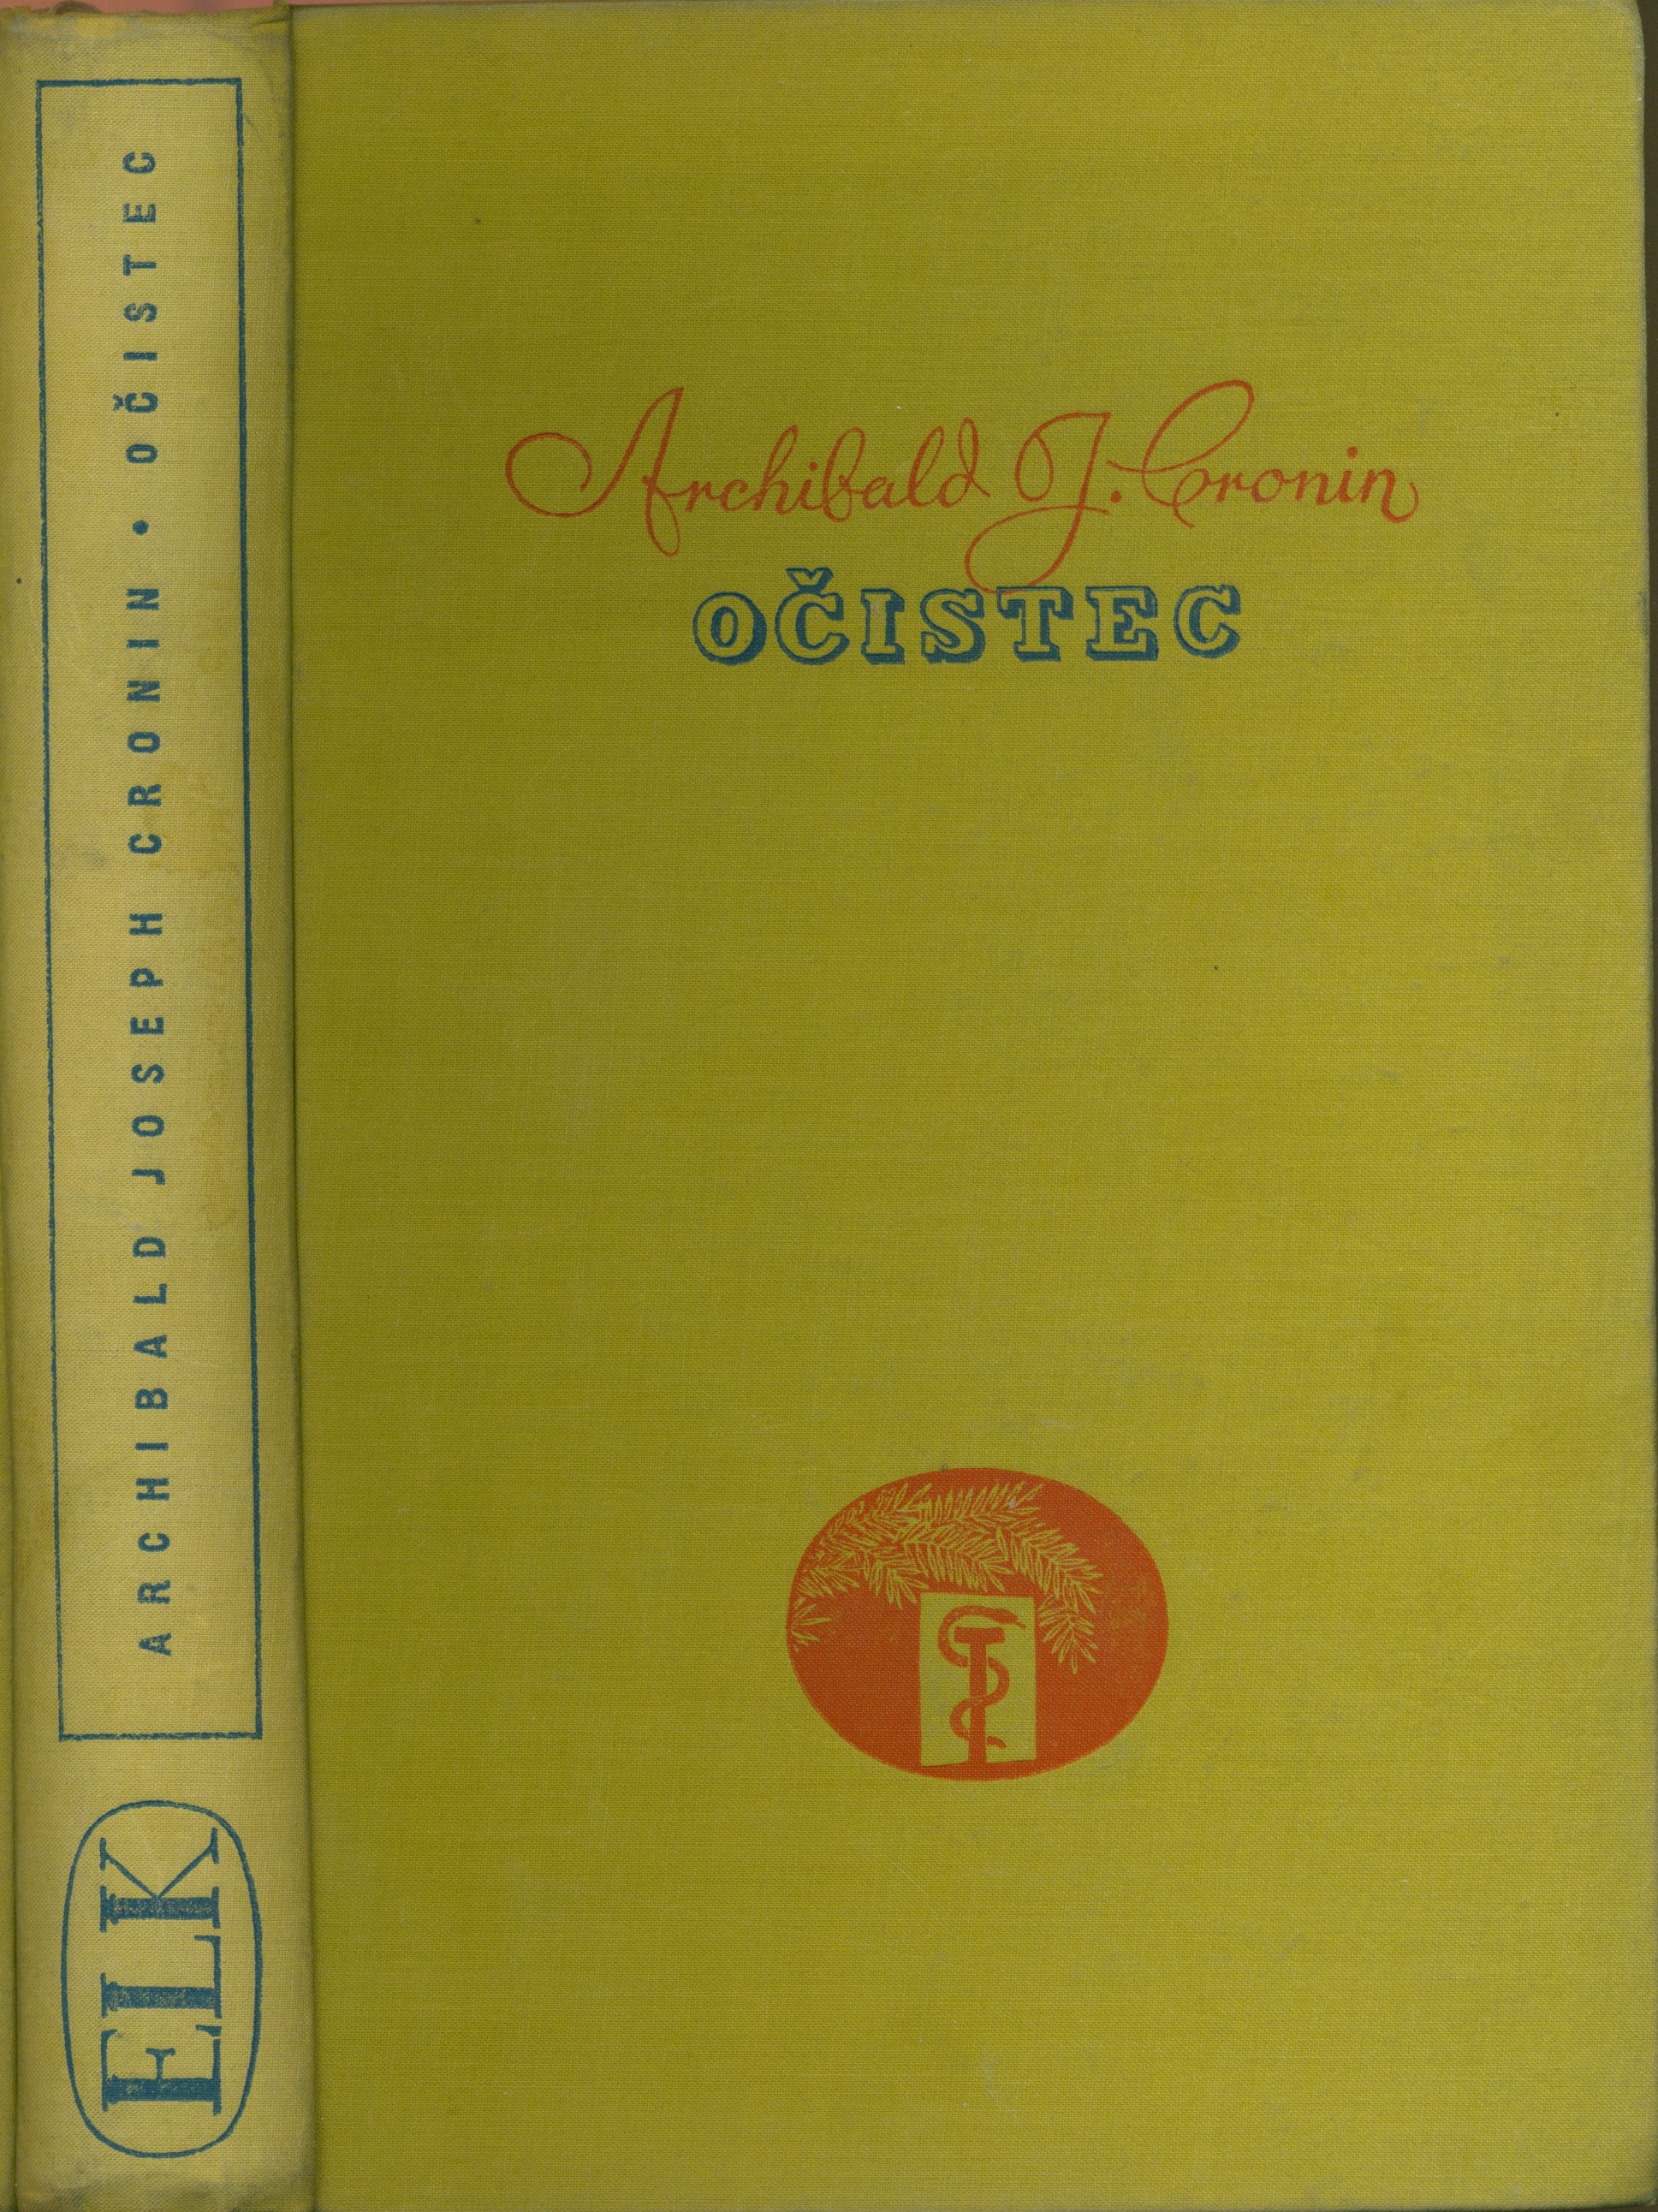 ARCHIBALD JOSEPH CRONIN • OČISTEC
ELK
Archibald J. Cronin
OČISTEC